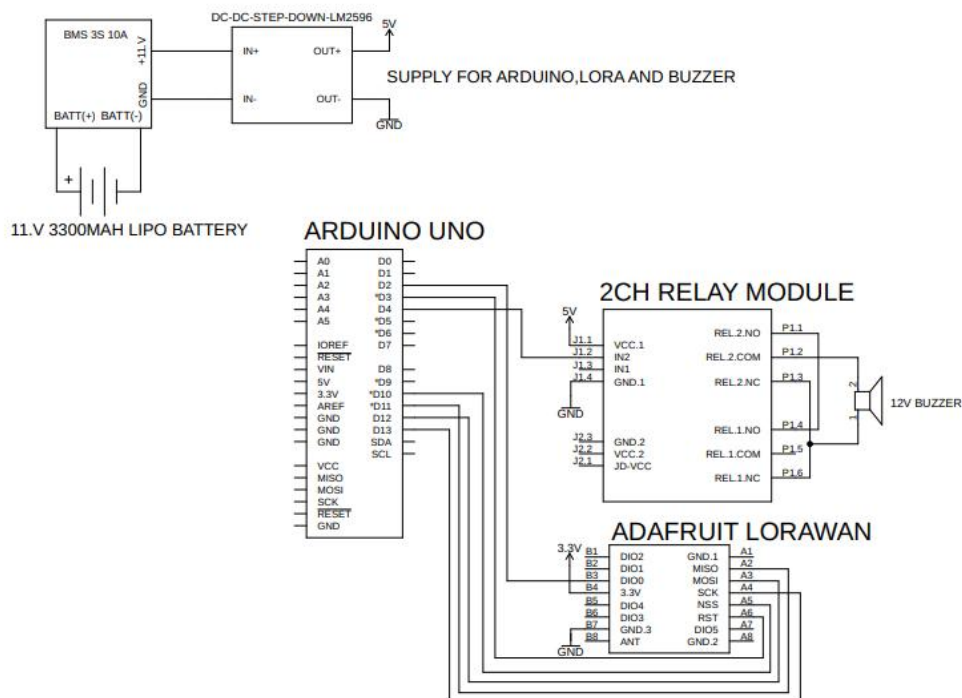 DC-DC-STEP-DOWN-LM2596
BMS 3S 10A
+11.V
GND
BATT(+) BATT(-)
IN+ OUT+
IN- OUT-
5V
GND
SUPPLY FOR ARDUINO,LORA AND BUZZER
+
11.V 3300MAH LIPO BATTERY
ARDUINO UNO
A0 D0
A1 D1
A2 D2
A3 *D3
A4 D4
A5 *D5
*D6
IOREF D7
RESET
VIN D8
5V *D9
3.3V *D10
AREF *D11
GND D12
GND D13
GND SDA
SCL
VCC
MISO
MOSI
SCK
RESET
GND
2CH RELAY MODULE
5V
J1.1 VCC.1
J1.2 IN2
J1.3 IN1
J1.4 GND.1
GND
J2.3 GND.2
J2.2 VCC.2
J2.1 JD-VCC
REL.2.NO P1.1
REL.2.COM P1.2
REL.2.NC P1.3
REL.1.NO P1.4
REL.1.COM P1.5
REL.1.NC P1.6
2
1
12V BUZZER
ADAFRUIT LORAWAN
3.3V
B1 DIO2 GND.1 A1
B2 DIO1 MISO A2
B3 DIO0 MOSI A3
B4 3.3V SCK A4
B5 DIO4 NSS A5
B6 DIO3 RST A6
B7 GND.3 DIO5 A7
B8 ANT GND.2 A8
GND